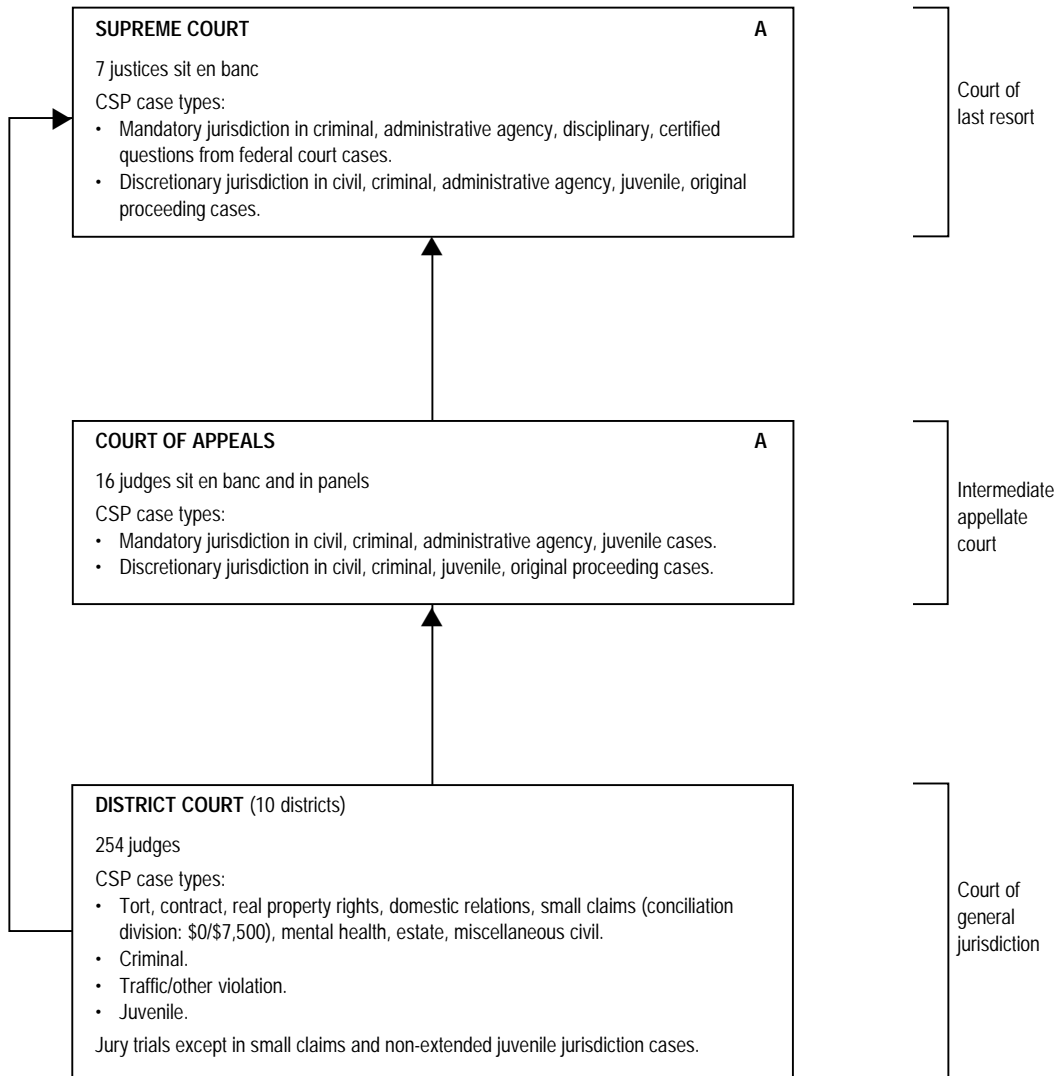 SUPREME COURT A
7 justices sit en banc
CSP case types:
• Mandatory jurisdiction in criminal, administrative agency, disciplinary, certified
questions from federal court cases.
• Discretionary jurisdiction in civil, criminal, administrative agency, juvenile, original
proceeding cases.
Court of
last resort
COURT OF APPEALS A
16 judges sit en banc and in panels
CSP case types:
• Mandatory jurisdiction in civil, criminal, administrative agency, juvenile cases.
• Discretionary jurisdiction in civil, criminal, juvenile, original proceeding cases.
Intermediate
appellate
court
DISTRICT COURT (10 districts)
254 judges
CSP case types:
• Tort, contract, real property rights, domestic relations, small claims (conciliation
division: $0/$7,500), mental health, estate, miscellaneous civil.
• Criminal.
• Traffic/other violation.
• Juvenile.
Jury trials except in small claims and non-extended juvenile jurisdiction cases.
Court of
general
jurisdiction